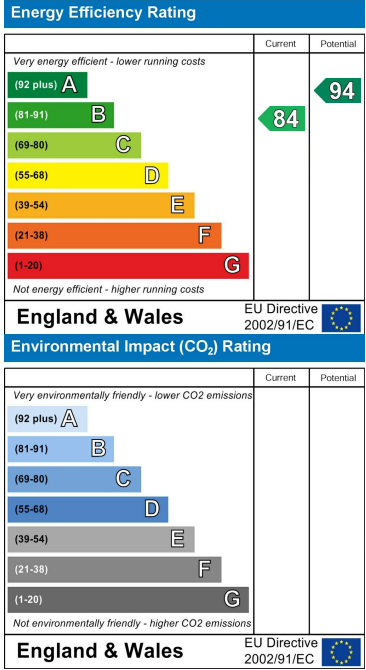 Energy Efficiency Rating
Current Potential
Very energy efficient - lower running costs
(92 plus) A
94
(81-91) B
84
(69-80) C
(55-68) D
(39-54) E
(21-38) F
(1-20) G
Not energy efficient - higher running costs
England & Wales
EU Directive
2002/91/EC
Environmental Impact (CO₂) Rating
Current Potential
Very environmentally friendly - lower CO2 emissions
(92 plus) A
(81-91) B
(69-80) C
(55-68) D
(39-54) E
(21-38) F
(1-20) G
Not environmentally friendly - higher CO2 emissions
England & Wales
EU Directive
2002/91/EC